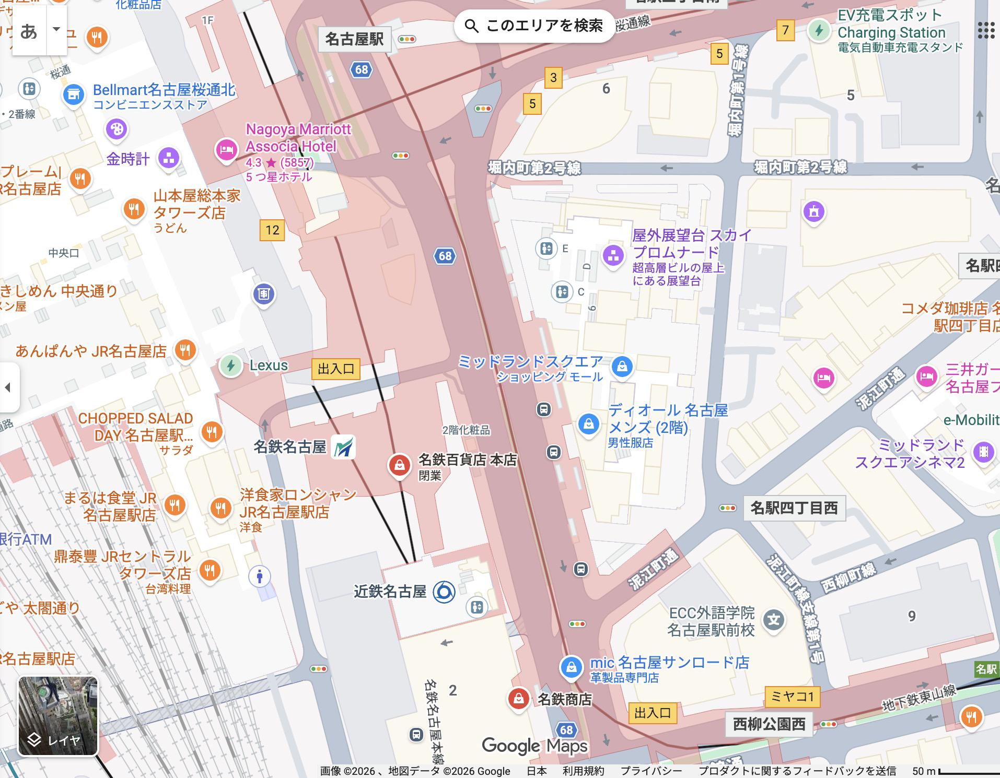 化粧品店
あ
1F
名古屋駅
このエリアを検索
桜通線
7
EV充電スポット
Charging Station
電気自動車充電スタンド
5
68
3
6
5
5
桜通
Bellmart名古屋桜通北
コンビニエンスストア
・2番線
堀内町第1号線
Nagoya Marriott
Associa Hotel
4.3 ★ (5857)
5 つ星ホテル
金時計
プレーム|
R名古屋店
堀内町第2号線
堀内町第2号線
名
山本屋総本家
タワーズ店
うどん
12
中央口
68
E
D
C
6
屋外展望台 スカイ
プロムナード
超高層ビルの屋上
にある展望台
名駅四
きしめん 中央通り
メン屋
コメダ珈琲店 名
駅四丁目店
あんぱんや JR名古屋店
Lexus
出入口
ミッドランドスクエア
ショッピング モール
泥江町通
三井ガー
名古屋プ
CHOPPED SALAD
DAY 名古屋駅...
サラダ
通路
2階化粧品
ディオール 名古屋
メンズ (2階)
男性服店
e-Mobilit
名鉄名古屋
名鉄百貨店 本店
閉業
ミッドランド
スクエアシネマ2
まるは食堂 JR
名古屋駅店
洋食家ロンシャン
JR名古屋駅店
洋食
名駅四丁目西
銀行ATM
鼎泰豐 JRセントラル
タワーズ店
台湾料理
泥江町通
泥江町線支線第1号
西柳町線
近鉄名古屋
ごや 太閤通り
ECC外語学院
名古屋駅前校
9
R名古屋駅店
mic 名古屋サンロード店
革製品専門店
名駅
2
名鉄名古屋本線
名鉄商店
出入口
ミヤコ1
地下鉄東山線
西柳公園西
68
レイヤ
Google Maps
画像 ©2026 、地図データ ©2026 Google
日本
利用規約
プライバシー
プロダクトに関するフィードバックを送信
50 m